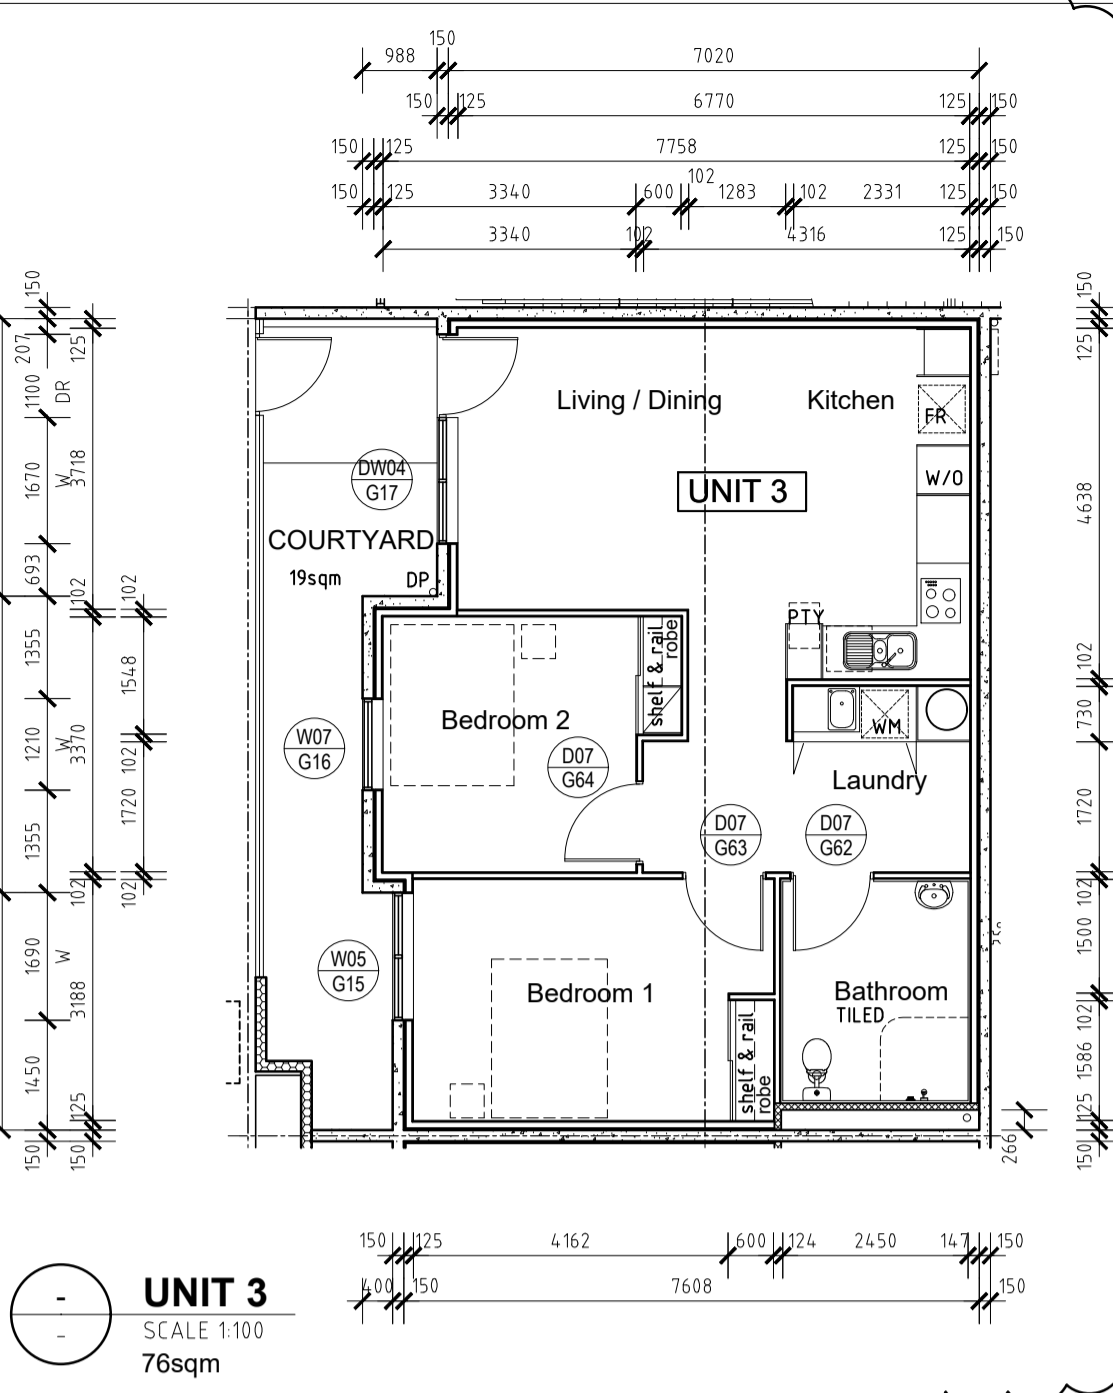 150
988 7020
150 125 6770 125 150
150 125 7758 125 150
102
150 125 3340 600 1283 102 2331 125 150
3340 102 4316 125 150
150
207
125
1100
DR
1670
W
3718
693
102
102
1355
1548
1210
W
3370
102
1355
1720
102
102
1690
W
3188
1450
125
150
150
Living / Dining
Kitchen
FR
W/O
UNIT 3
DW04
G17
COURTYARD
19sqm
DP
PTY
shelf & rail
robe
Bedroom 2
W07
G16
D07
G64
WM
Laundry
D07
G63
D07
G62
W05
G15
Bedroom 1
Bathroom
TILED
shelf & rail
robe
150
125
4638
102
730
1720
102
1500
102
1586
125
150
266
150 125 4162 600 124 2450 147 150
400 150 7608 150
-
-
UNIT 3
SCALE 1:100
76sqm